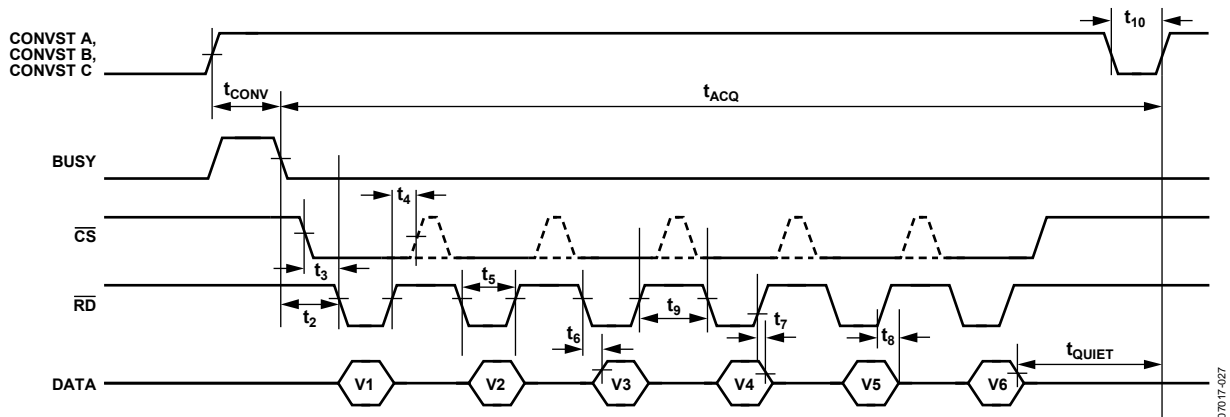 t10
CONVST A,
CONVST B,
CONVST C
tCONV
tACQ
BUSY
t4
CS
t3
t5
RD
t2
t6
t9
t7
t8
tQUIET
DATA
V1
V2
V3
V4
V5
V6
07017-027